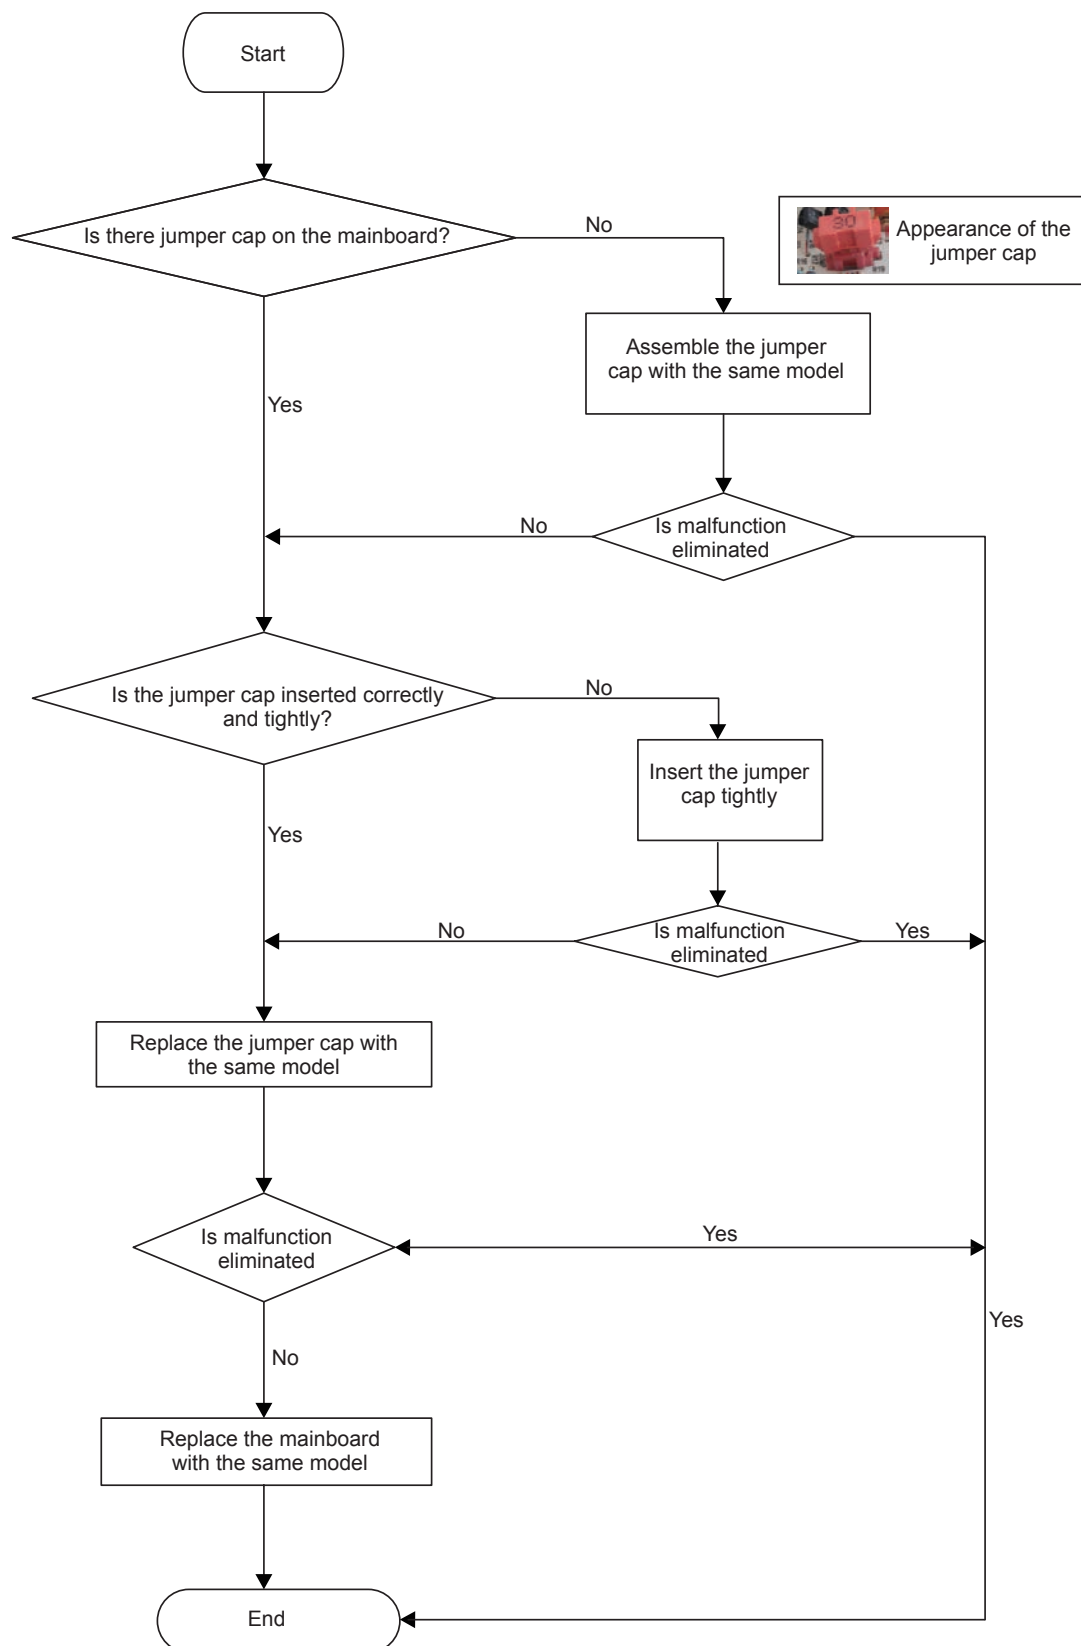 Start
Is there jumper cap on the mainboard?
No
Appearance of the
jumper cap
Assemble the jumper
cap with the same model
Yes
No
Is malfunction
eliminated
Is the jumper cap inserted correctly
and tightly?
No
Insert the jumper
cap tightly
Yes
No
Is malfunction
eliminated
Yes
Replace the jumper cap with
the same model
Is malfunction
eliminated
Yes
Yes
No
Replace the mainboard
with the same model
End